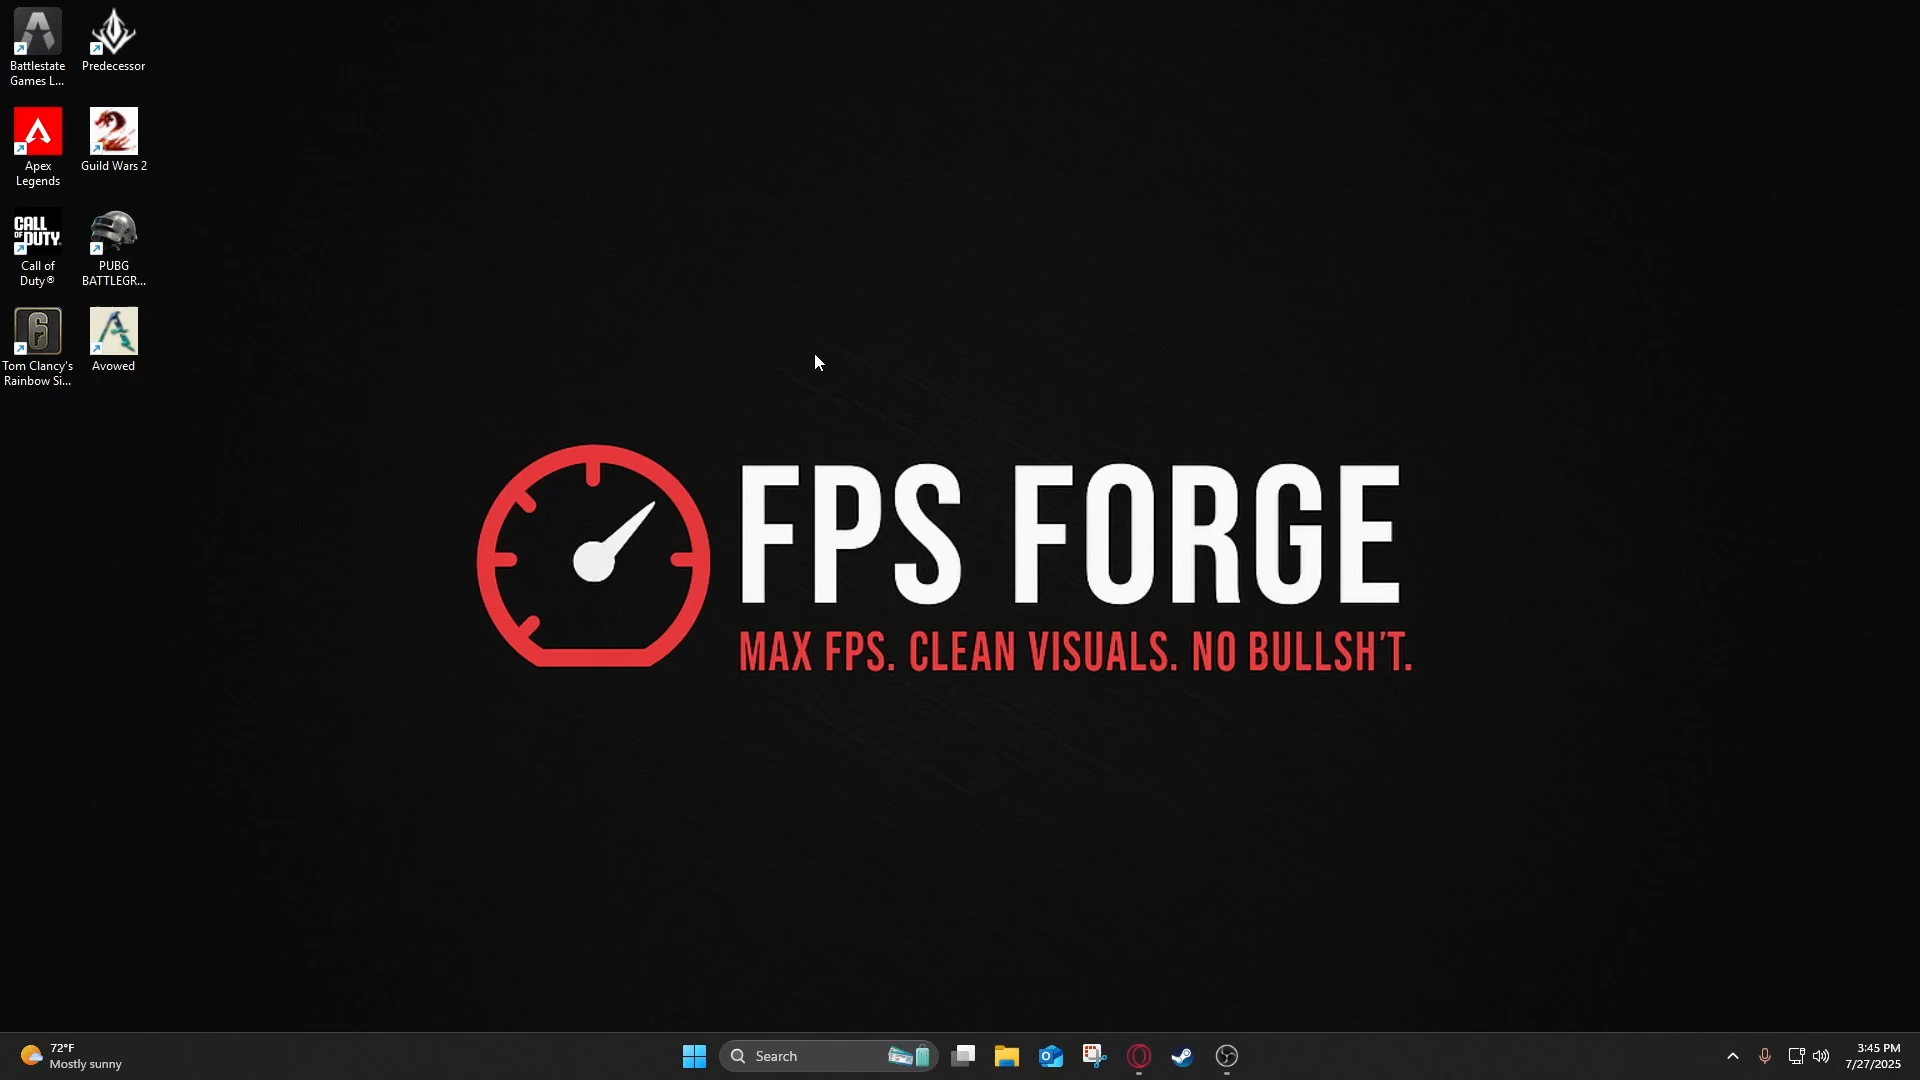 Battlestate
Games L...
Predecessor
Apex
Legends
Guild Wars 2
CALL
OF DUTY
Call of
Duty®
PUBG
BATTLEGR...
6
Tom Clancy's
Rainbow Si...
Avowed
FPS FORGE
MAX FPS. CLEAN VISUALS. NO BULLSH'T.
72°F
Mostly sunny
Search
3:45 PM
7/27/2025